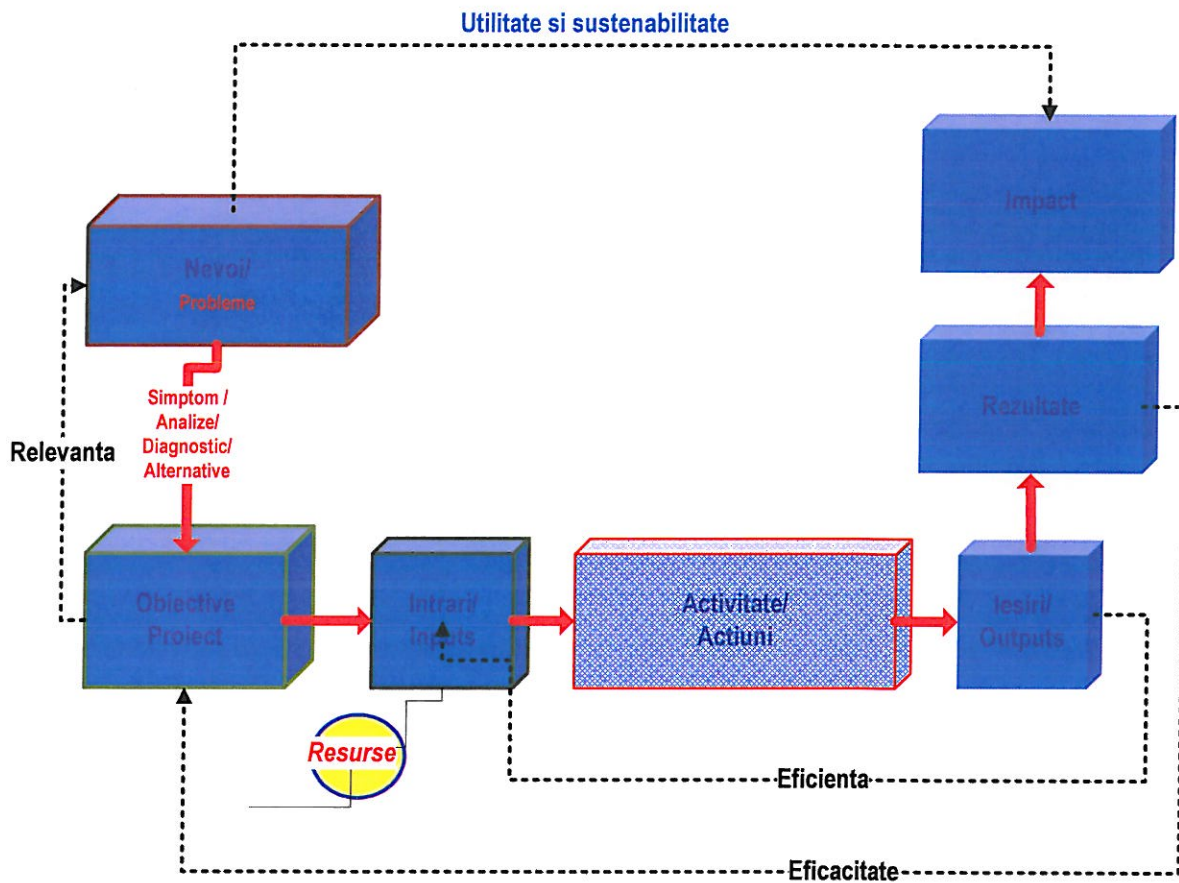 Utilitate si sustenabilitate
Impact
Nevoi/
Probleme
Simptom /
Analize/
Diagnostic/
Alternative
Rezultate
Relevanta
Obiective
Proiect
Intrari/
Inputs
Activitate/
Actiuni
Iesiri/
Outputs
Resurse
Eficienta
Eficacitate